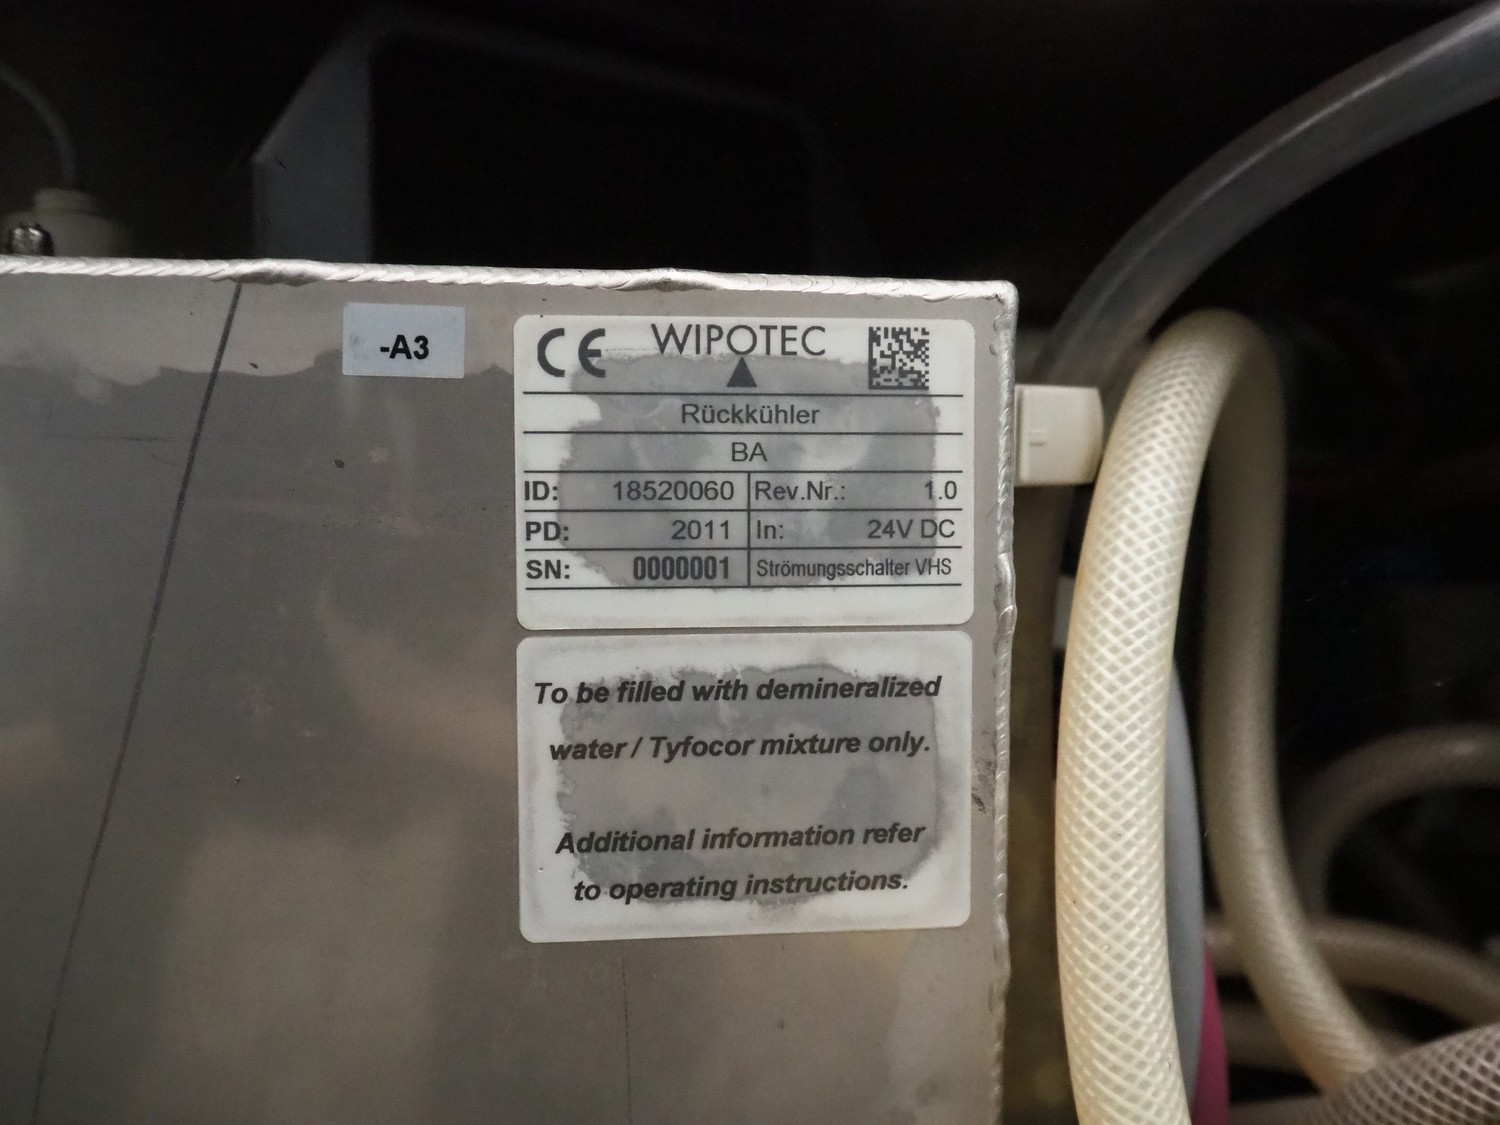 -A3
CE WIPOTEC
Rückkühler
BA
ID: 18520060 Rev.Nr.: 1.0
PD: 2011 In: 24V DC
SN: 0000001 Strömungsschalter VHS
To be filled with demineralized
water / Tyfocor mixture only.
Additional information refer
to operating instructions.